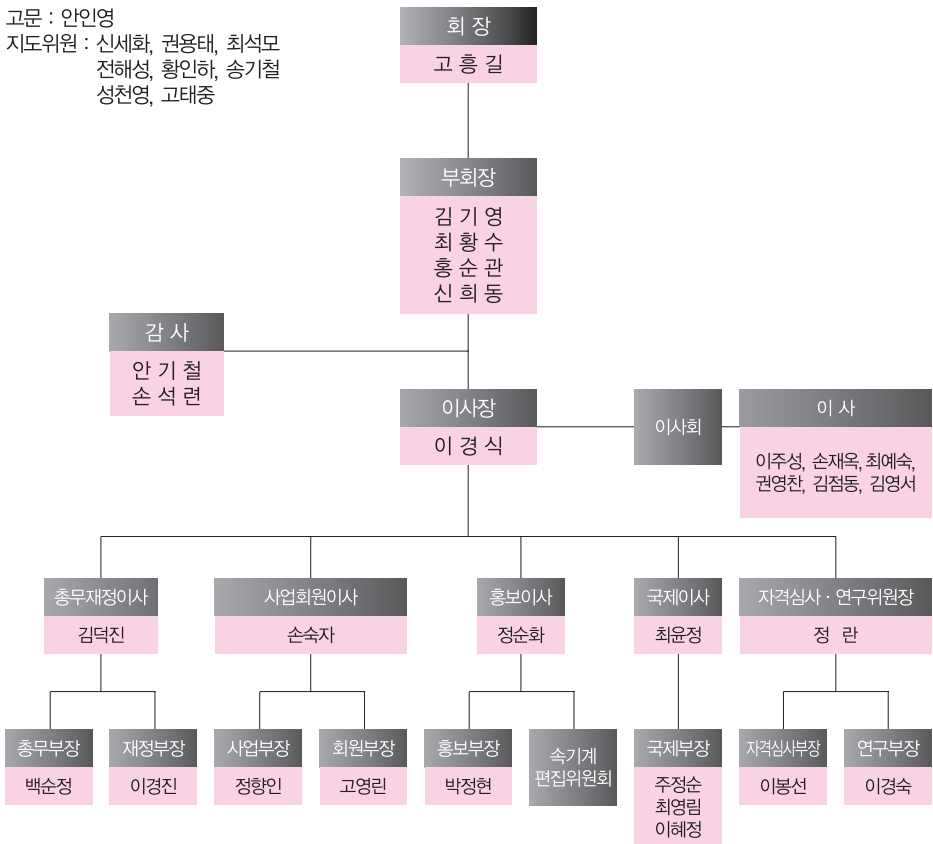 고문 : 안인영
지도위원 : 신세화, 권용태, 최석모
전해성, 황인하, 송기철
성천영, 고태중
회 장
고 흥 길
부회장
김 기 영
최 황 수
홍 순 관
신 희 동
감 사
안 기 철
손 석 련
이사장
이 경 식
이사회
이 사
이주성, 손재옥, 최예숙,
권영찬, 김점동, 김영서
총무재정이사
김덕진
사업회원이사
손숙자
홍보이사
정순화
국제이사
최윤정
자격심사 · 연구위원장
정 란
총무부장
백순정
재정부장
이경진
사업부장
정향인
회원부장
고영린
홍보부장
박정현
속기계
편집위원회
국제부장
주정순
최영림
이혜정
자격심사부장
이봉선
연구부장
이경숙